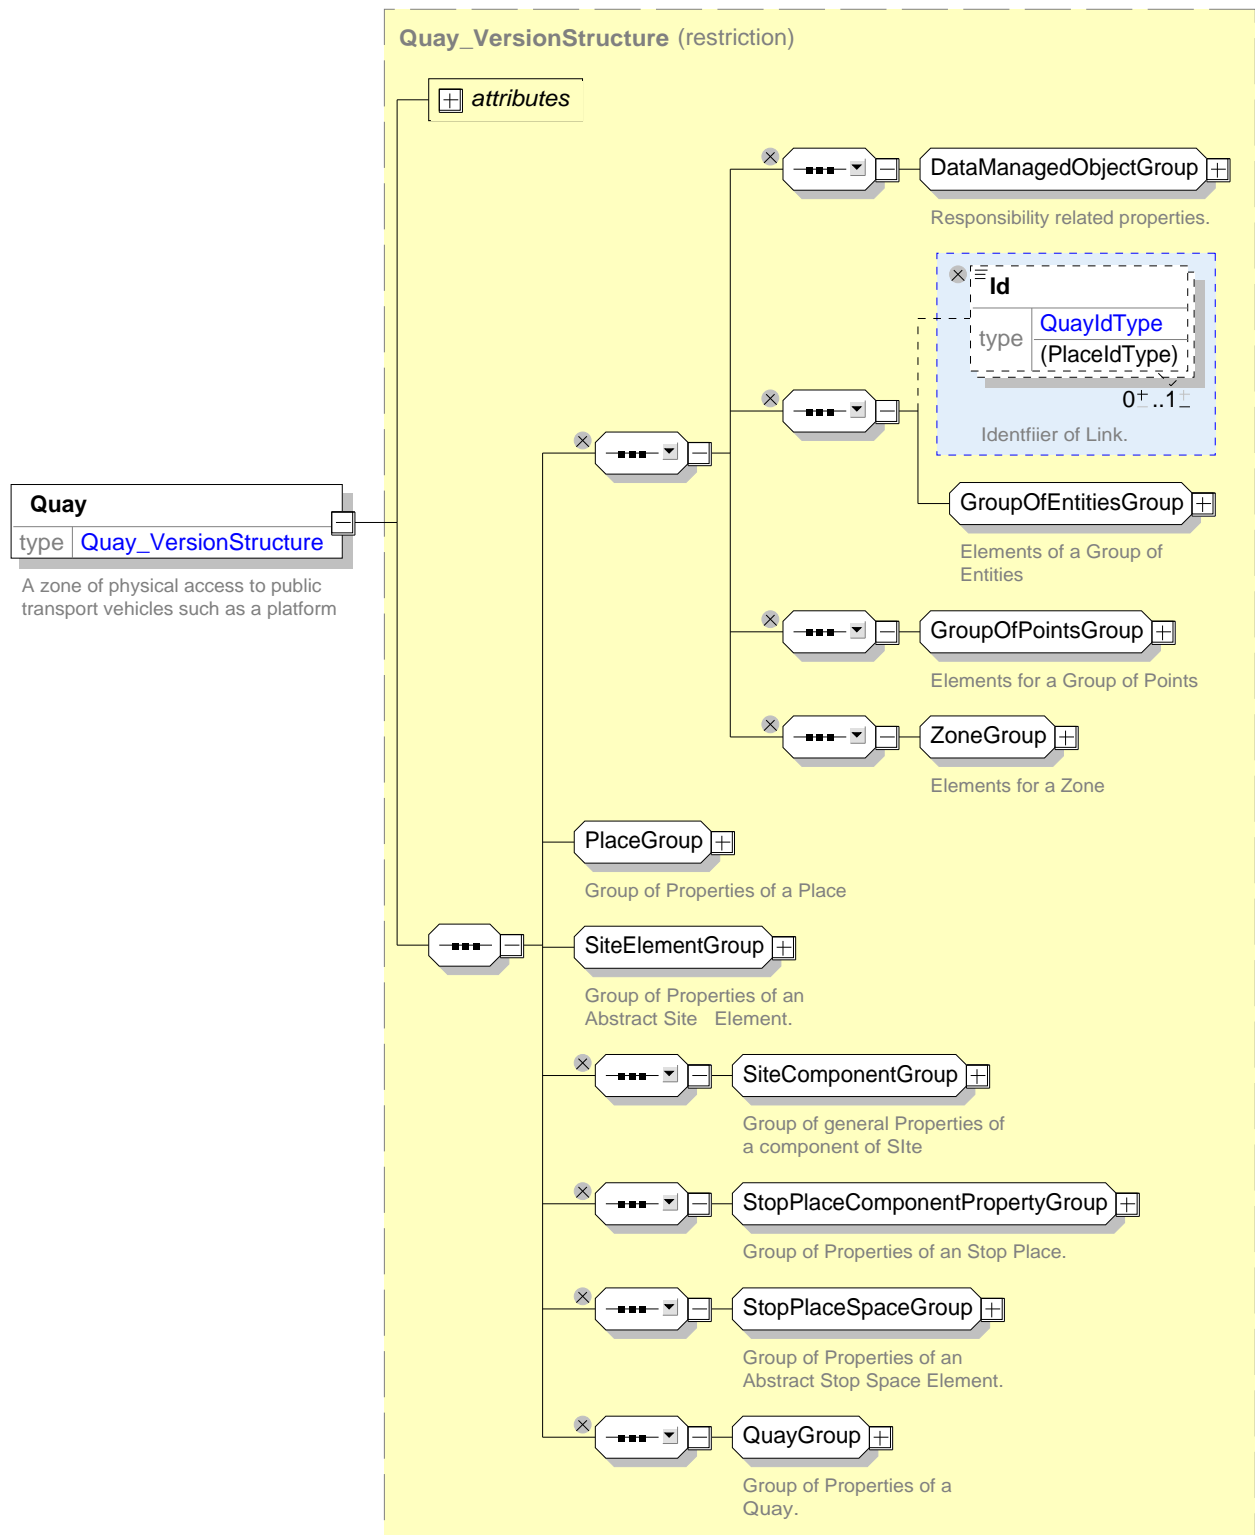 Quay_VersionStructure (restriction)
attributes
DataManagedObjectGroup
Responsibility related properties.
Id
type QuayIdType
(PlaceIdType)
0..1
Identfiier of Link.
GroupOfEntitiesGroup
Elements of a Group of
Entities
Quay
type Quay_VersionStructure
A zone of physical access to public
transport vehicles such as a platform
GroupOfPointsGroup
Elements for a Group of Points
ZoneGroup
Elements for a Zone
PlaceGroup
Group of Properties of a Place
SiteElementGroup
Group of Properties of an
Abstract Site Element.
SiteComponentGroup
Group of general Properties of
a component of SIte
StopPlaceComponentPropertyGroup
Group of Properties of an Stop Place.
StopPlaceSpaceGroup
Group of Properties of an
Abstract Stop Space Element.
QuayGroup
Group of Properties of a
Quay.